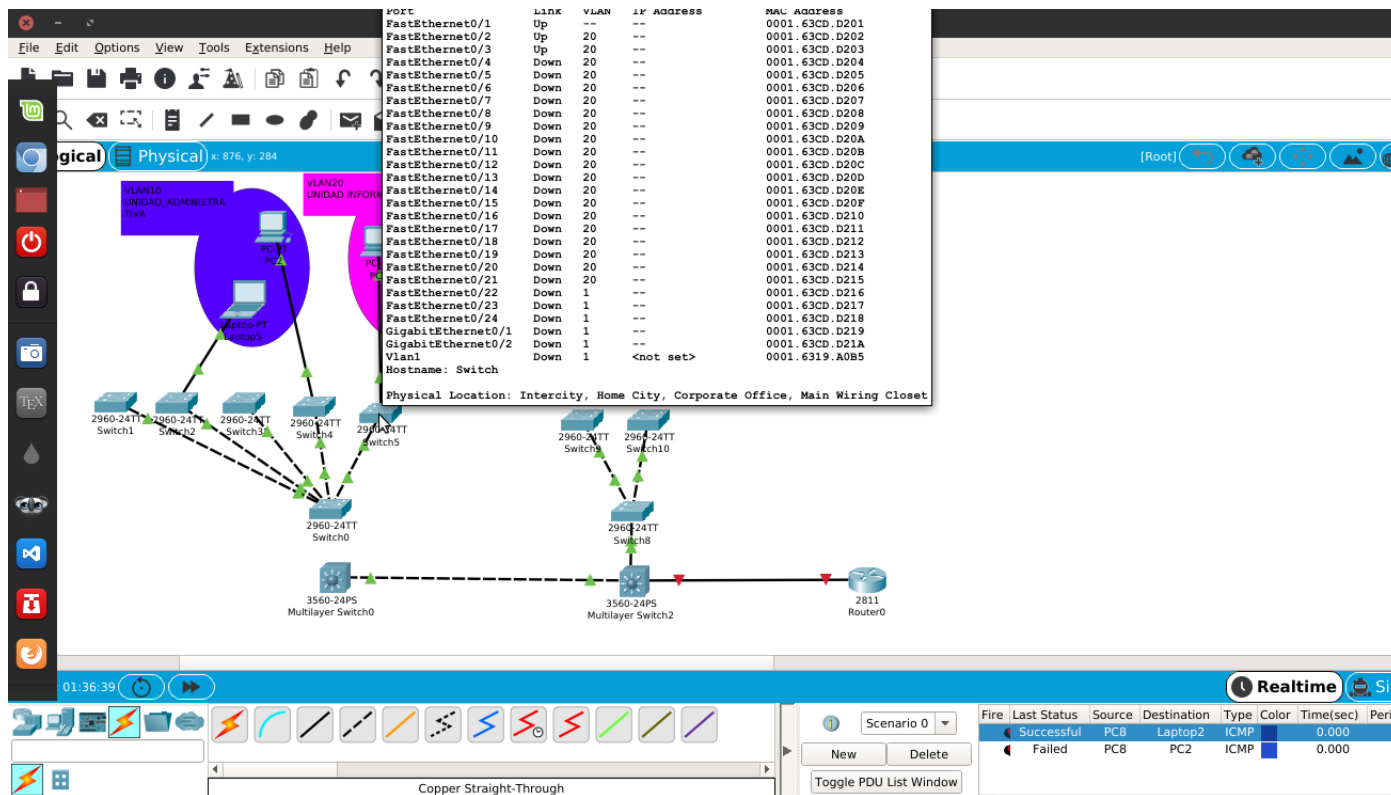 Port Link VLAN IP Address MAC Address
FastEthernet0/1 Up -- -- 0001.63CD.D201
FastEthernet0/2 Up 20 -- 0001.63CD.D202
FastEthernet0/3 Up 20 -- 0001.63CD.D203
FastEthernet0/4 Down 20 -- 0001.63CD.D204
FastEthernet0/5 Down 20 -- 0001.63CD.D205
FastEthernet0/6 Down 20 -- 0001.63CD.D206
FastEthernet0/7 Down 20 -- 0001.63CD.D207
FastEthernet0/8 Down 20 -- 0001.63CD.D208
FastEthernet0/9 Down 20 -- 0001.63CD.D209
FastEthernet0/10 Down 20 -- 0001.63CD.D20A
FastEthernet0/11 Down 20 -- 0001.63CD.D20B
FastEthernet0/12 Down 20 -- 0001.63CD.D20C
FastEthernet0/13 Down 20 -- 0001.63CD.D20D
FastEthernet0/14 Down 20 -- 0001.63CD.D20E
FastEthernet0/15 Down 20 -- 0001.63CD.D20F
FastEthernet0/16 Down 20 -- 0001.63CD.D210
FastEthernet0/17 Down 20 -- 0001.63CD.D211
FastEthernet0/18 Down 20 -- 0001.63CD.D212
FastEthernet0/19 Down 20 -- 0001.63CD.D213
FastEthernet0/20 Down 20 -- 0001.63CD.D214
FastEthernet0/21 Down 20 -- 0001.63CD.D215
FastEthernet0/22 Down 1 -- 0001.63CD.D216
FastEthernet0/23 Down 1 -- 0001.63CD.D217
FastEthernet0/24 Down 1 -- 0001.63CD.D218
GigabitEthernet0/1 Down 1 -- 0001.63CD.D219
GigabitEthernet0/2 Down 1 -- 0001.63CD.D21A
Vlan1 Down 1 <not set> 0001.6319.A0B5
Hostname: Switch
Physical Location: Intercity, Home City, Corporate Office, Main Wiring Closet
File Edit Options View Tools Extensions Help
gical Physical x: 876, y: 284 [Root]
VLAN10
UNIDAD_ADMINISTRA
TIVA
VLAN20
UNIDAD INFORM
PC-PT
PC2
Laptop-PT
Laptop5
2960-24TT
Switch1
2960-24TT
Switch2
2960-24TT
Switch3
2960-24TT
Switch4
2960-24TT
Switch5
2960-24TT
Switch9
2960-24TT
Switch10
2960-24TT
Switch0
2960-24TT
Switch8
3560-24PS
Multilayer Switch0
3560-24PS
Multilayer Switch2
2811
Router0
TEX
01:36:39 Realtime Si
Scenario 0
New Delete
Toggle PDU List Window
Fire Last Status Source Destination Type Color Time(sec) Peri
Successful PC8 Laptop2 ICMP 0.000
Failed PC8 PC2 ICMP 0.000
Copper Straight-Through